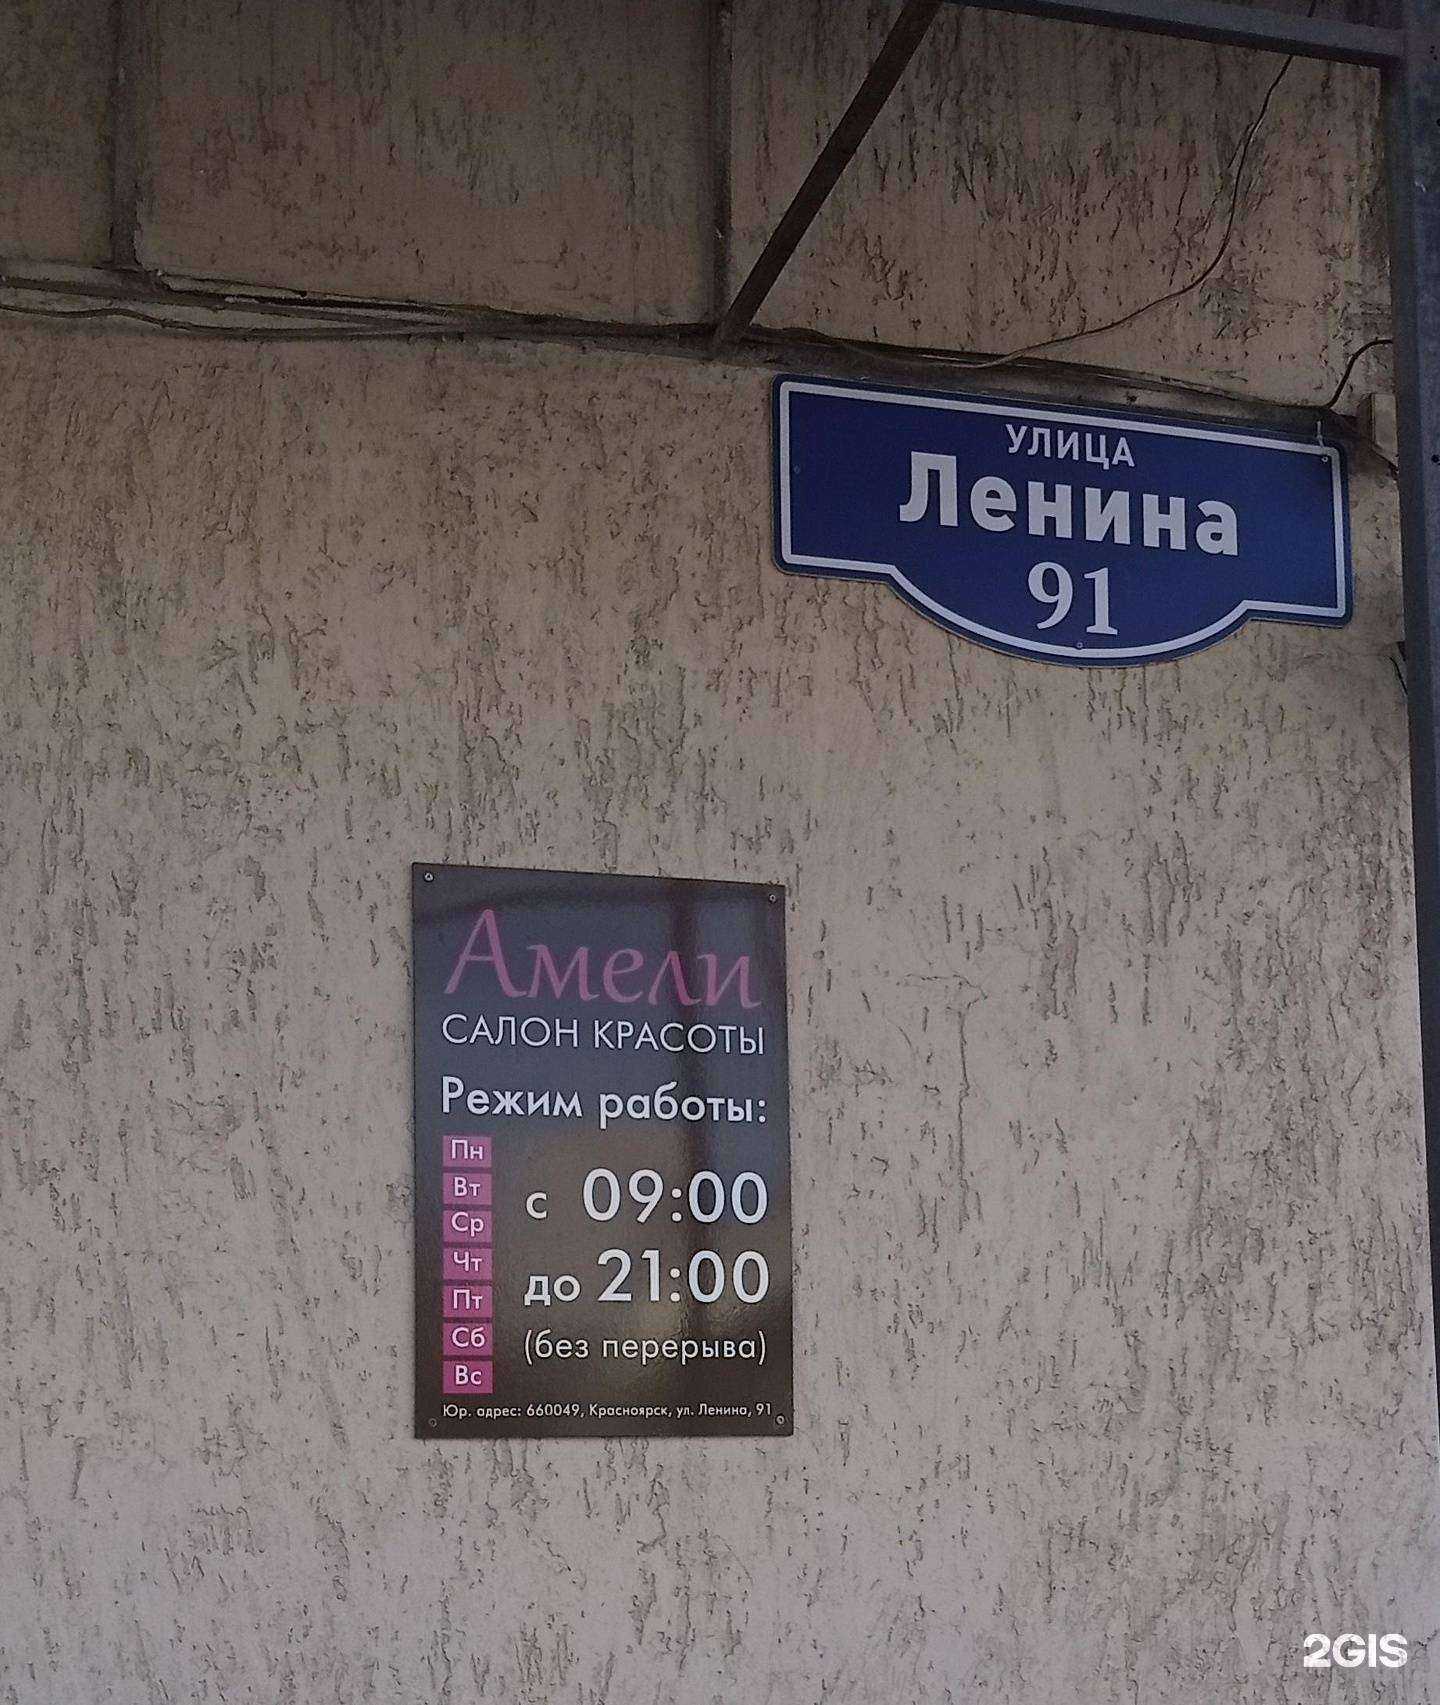 УЛИЦА
Ленина
91
Амели
САЛОН КРАСОТЫ
Режим работы:
Пн
Вт
Ср
Чт
Пт
Сб
Вс
с 09:00
до 21:00
(без перерыва)
Юр. адрес: 660049, Красноярск, ул. Ленина, 91
2GIS